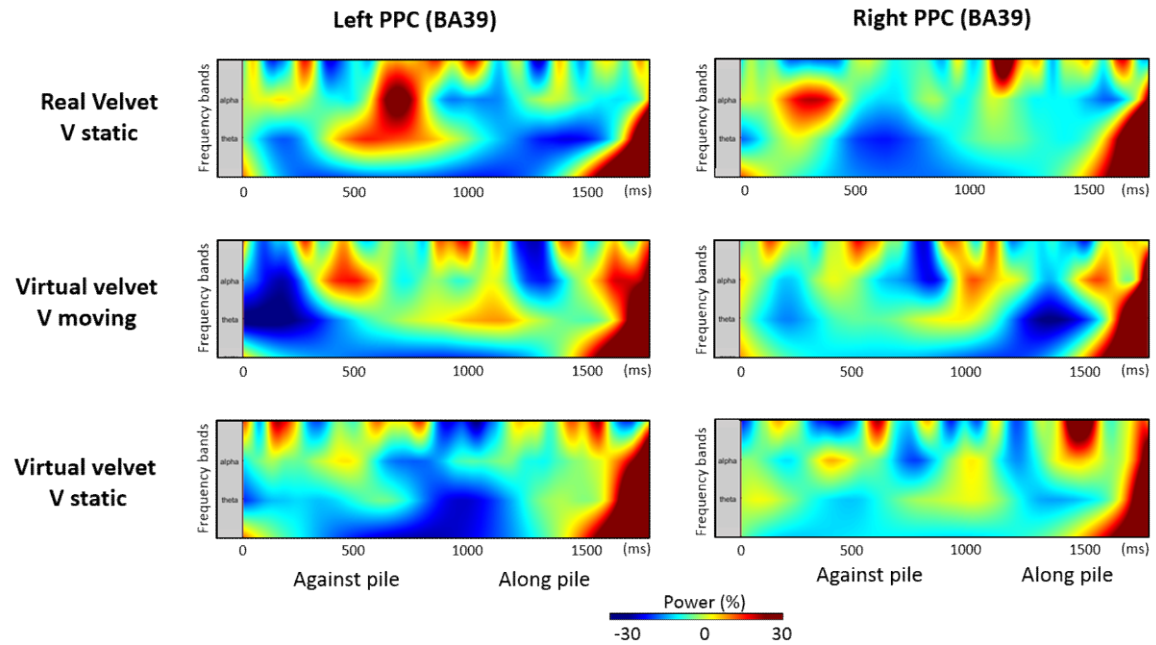 Left PPC (BA39)
Right PPC (BA39)
Real Velvet
V static
Frequency bands
alpha
theta
0 500 1000 1500 (ms)
Frequency bands
alpha
theta
0 500 1000 1500 (ms)
Virtual velvet
V moving
Frequency bands
alpha
theta
0 500 1000 1500 (ms)
Frequency bands
alpha
theta
0 500 1000 1500 (ms)
Virtual velvet
V static
Frequency bands
alpha
theta
0 500 1000 1500 (ms)
Against pile Along pile
Frequency bands
alpha
theta
0 500 1000 1500 (ms)
Against pile Along pile
Power (%)
-30 0 30